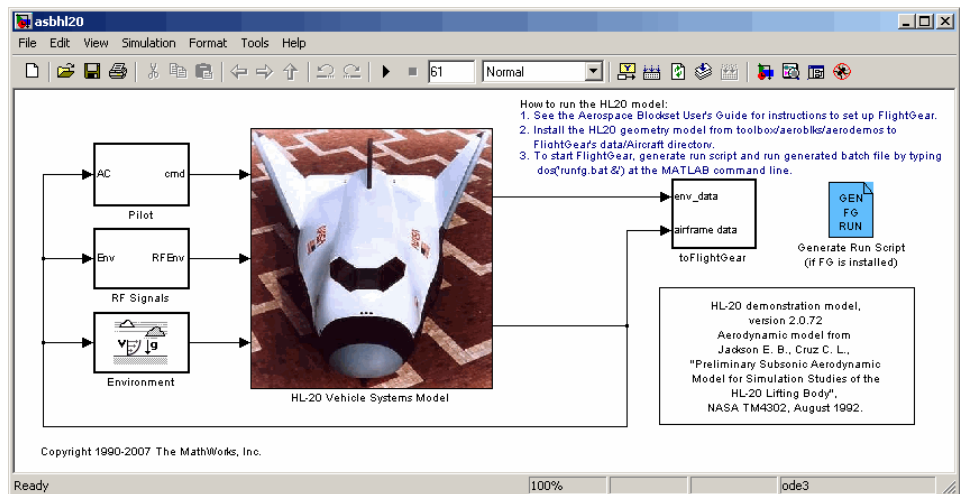 asbhl20
File Edit View Simulation Format Tools Help
61 Normal
How to run the HL20 model:
1. See the Aerospace Blockset User's Guide for instructions to set up FlightGear.
2. Install the HL20 geometry model from toolbox/aeroblks/aerodemos to
FlightGear's data/Aircraft directory.
3. To start FlightGear, generate run script and run generated batch file by typing
dos('runfg.bat &') at the MATLAB command line.
AC cmd
Pilot
Env RFEnv
RF Signals
V g
Environment
HL-20 Vehicle Systems Model
env_data
airframe data
toFlightGear
GEN
FG
RUN
Generate Run Script
(if FG is installed)
HL-20 demonstration model,
version 2.0.72
Aerodynamic model from
Jackson E. B., Cruz C. L.,
"Preliminary Subsonic Aerodynamic
Model for Simulation Studies of the
HL-20 Lifting Body",
NASA TM4302, August 1992.
Copyright 1990-2007 The MathWorks, Inc.
Ready 100% ode3